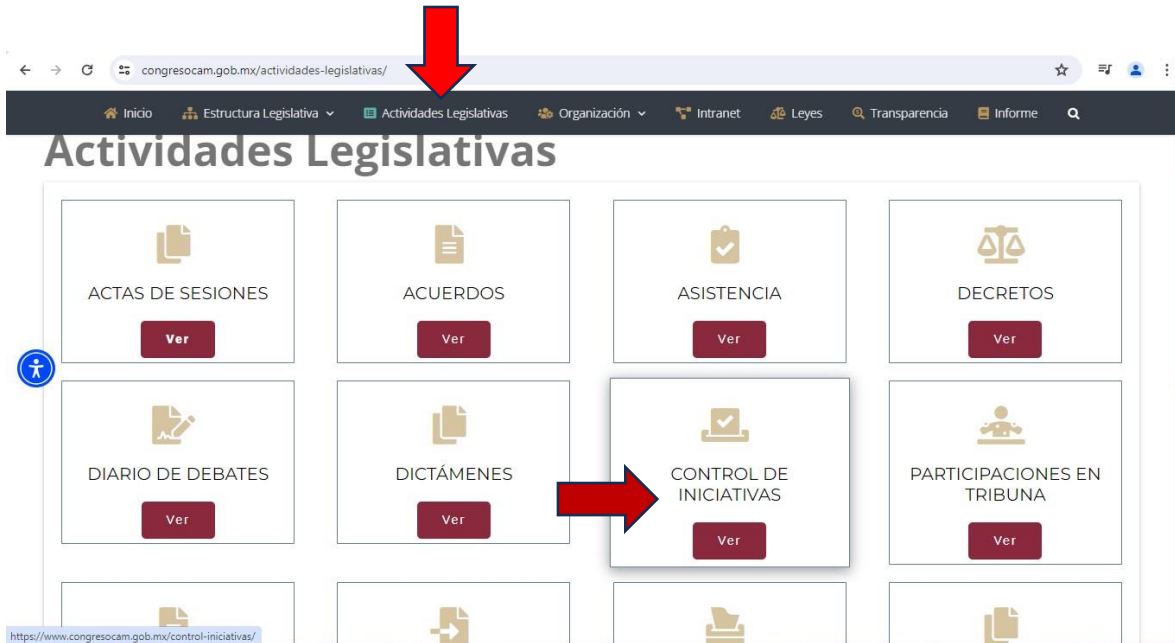 congresocam.gob.mx/actividades-legislativas/
Inicio Estructura Legislativa Actividades Legislativas Organización Intranet Leyes Transparencia Informe
Actividades Legislativas
ACTAS DE SESIONES
Ver
ACUERDOS
Ver
ASISTENCIA
Ver
DECRETOS
Ver
DIARIO DE DEBATES
Ver
DICTÁMENES
Ver
CONTROL DE
INICIATIVAS
Ver
PARTICIPACIONES EN
TRIBUNA
Ver
https://www.congresocam.gob.mx/control-iniciativas/